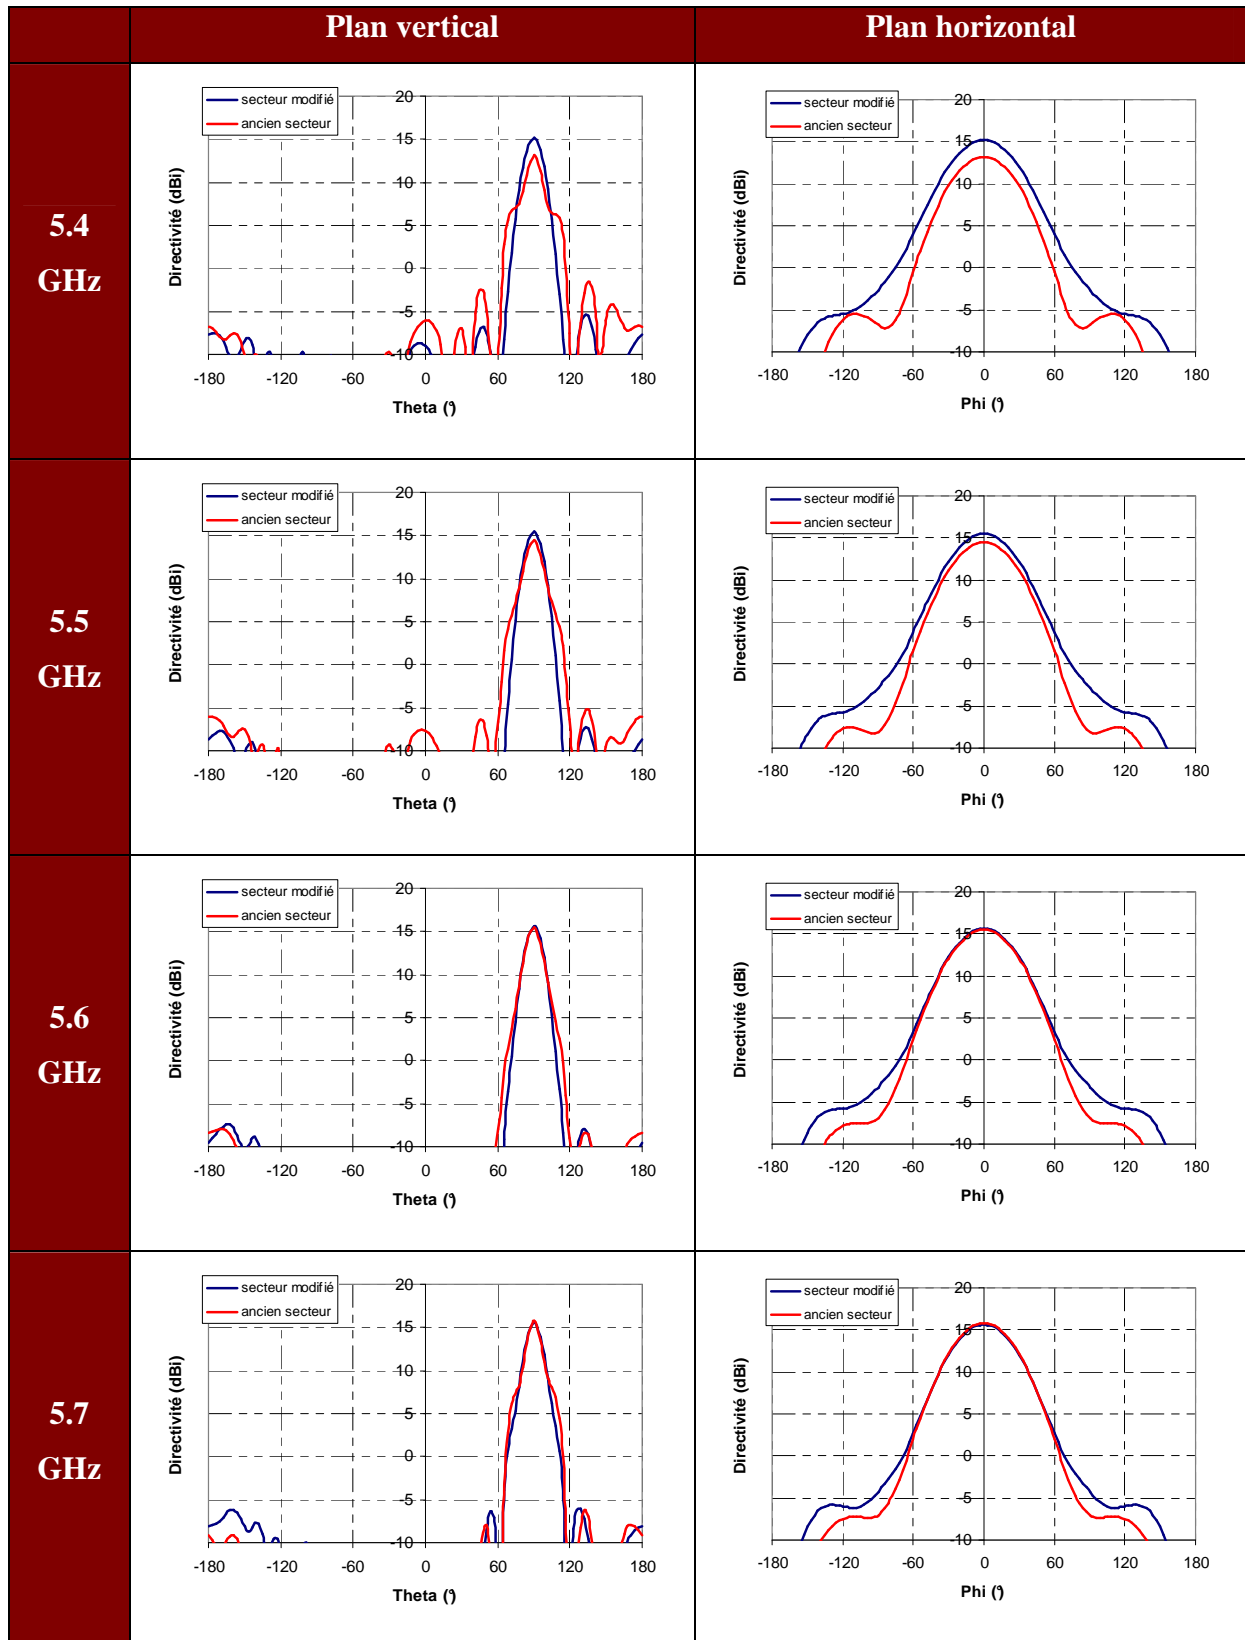 Plan vertical
Plan horizontal
5.4
GHz
secteur modifié
ancien secteur
20
15
10
5
0
-5
-10
-180 -120 -60 0 60 120 180
Directivité (dBi)
Theta (°)
secteur modifié
ancien secteur
20
15
10
5
0
-5
-10
-180 -120 -60 0 60 120 180
Directivité (dBi)
Phi (°)
5.5
GHz
secteur modifié
ancien secteur
20
15
10
5
0
-5
-10
-180 -120 -60 0 60 120 180
Directivité (dBi)
Theta (°)
secteur modifié
ancien secteur
20
15
10
5
0
-5
-10
-180 -120 -60 0 60 120 180
Directivité (dBi)
Phi (°)
5.6
GHz
secteur modifié
ancien secteur
20
15
10
5
0
-5
-10
-180 -120 -60 0 60 120 180
Directivité (dBi)
Theta (°)
secteur modifié
ancien secteur
20
15
10
5
0
-5
-10
-180 -120 -60 0 60 120 180
Directivité (dBi)
Phi (°)
5.7
GHz
secteur modifié
ancien secteur
20
15
10
5
0
-5
-10
-180 -120 -60 0 60 120 180
Directivité (dBi)
Theta (°)
secteur modifié
ancien secteur
20
15
10
5
0
-5
-10
-180 -120 -60 0 60 120 180
Directivité (dBi)
Phi (°)